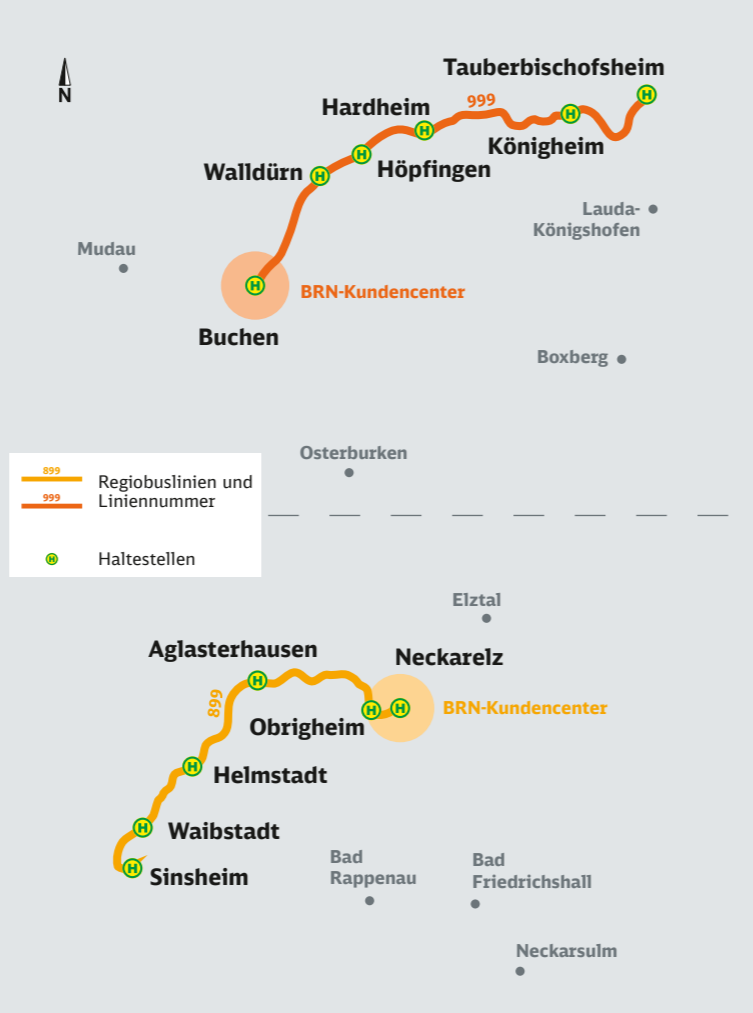 N
Tauberbischofsheim
999
Hardheim
Königheim
Höpfingen
Walldürn
Lauda-
Königshofen
Mudau
BRN-Kundencenter
Buchen
Boxberg
Osterburken
899
999
Regiobuslinien und
Liniennummer
H
Haltestellen
Elztal
Aglasterhausen
Neckarelz
899
BRN-Kundencenter
Obrigheim
Helmstadt
Waibstadt
Sinsheim
Bad
Rappenau
Bad
Friedrichshall
Neckarsulm
H
H
H
H
H
H
H
H
H
H
H
H